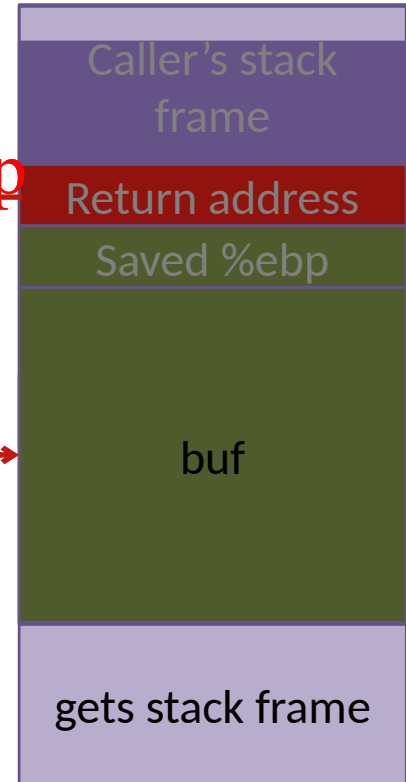 Caller’s stack
frame
p
Return address
Saved %ebp
buf
gets stack frame